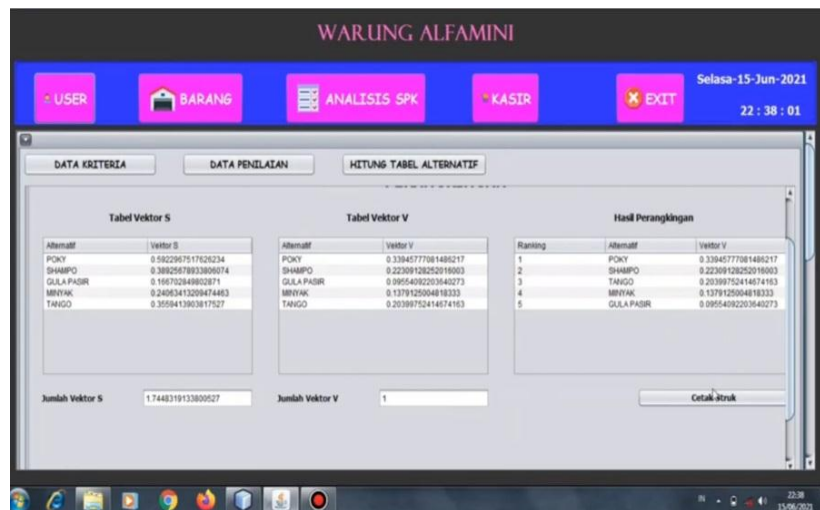 WARUNG ALFAMINI
USER
BARANG
ANALISIS SPK
KASIR
EXIT
Selasa-15-Jun-2021
22 : 38 : 01
DATA KRITERIA
DATA PENILAIAN
HITUNG TABEL ALTERNATIF
Tabel Vektor S
Alternatif Vektor S
POKY 0.5922967517626234
SHAMPO 0.38925678933806074
GULA PASIR 0.166702849802871
MINYAK 0.24063413209474463
TANGO 0.3559413903817527
Jumlah Vektor S 1.7448319133800527
Tabel Vektor V
Alternatif Vektor V
POKY 0.33945777081486217
SHAMPO 0.22309128252016003
GULA PASIR 0.09554092203640273
MINYAK 0.1379125004818333
TANGO 0.20399752414674163
Jumlah Vektor V 1
Hasil Perangkingan
Ranking Alternatif Vektor V
1 POKY 0.33945777081486217
2 SHAMPO 0.22309128252016003
3 TANGO 0.20399752414674163
4 MINYAK 0.1379125004818333
5 GULA PASIR 0.09554092203640273
Cetak Struk
IN
22:38
15/06/2021